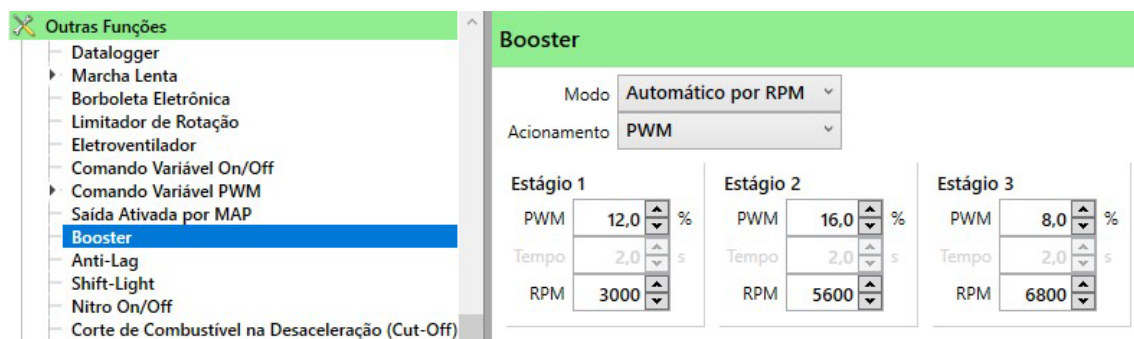 Outras Funções
Datalogger
Marcha Lenta
Borboleta Eletrônica
Limitador de Rotação
Eletroventilador
Comando Variável On/Off
Comando Variável PWM
Saída Ativada por MAP
Booster
Anti-Lag
Shift-Light
Nitro On/Off
Corte de Combustível na Desaceleração (Cut-Off)
Booster
Modo Automático por RPM
Acionamento PWM
Estágio 1 Estágio 2 Estágio 3
PWM 12,0 % PWM 16,0 % PWM 8,0 %
Tempo 2,0 s Tempo 2,0 s Tempo 2,0 s
RPM 3000 RPM 5600 RPM 6800